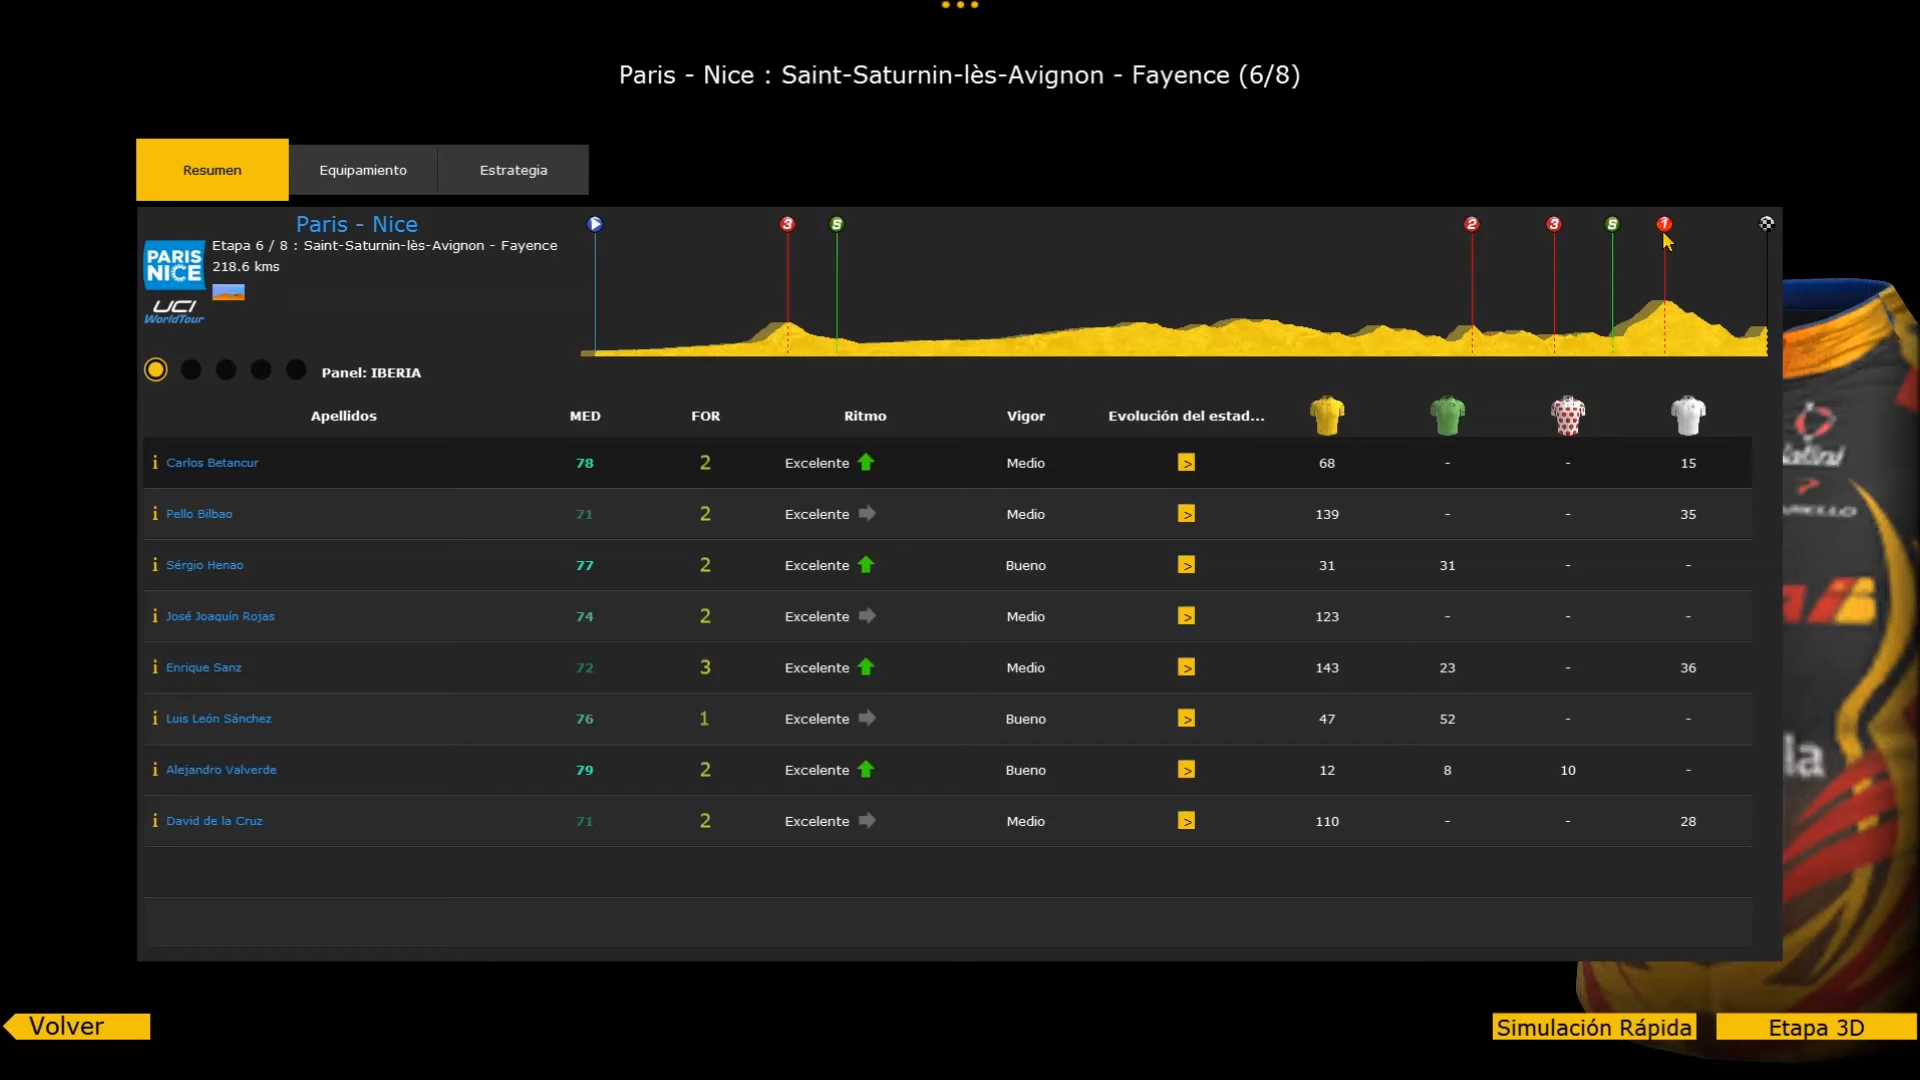 Paris - Nice : Saint-Saturnin-lès-Avignon - Fayence (6/8)
Resumen Equipamiento Estrategia
Paris - Nice
Etapa 6 / 8 : Saint-Saturnin-lès-Avignon - Fayence
218.6 kms
PARIS
NICE
UCI
WorldTour
3 S 2 3 S 1
Panel: IBERIA
Apellidos MED FOR Ritmo Vigor Evolución del estad...
i Carlos Betancur 78 2 Excelente Medio > 68 - - 15
i Pello Bilbao 71 2 Excelente Medio > 139 - - 35
i Sérgio Henao 77 2 Excelente Bueno > 31 31 - -
i José Joaquín Rojas 74 2 Excelente Medio > 123 - - -
i Enrique Sanz 72 3 Excelente Medio > 143 23 - 36
i Luis León Sánchez 76 1 Excelente Bueno > 47 52 - -
i Alejandro Valverde 79 2 Excelente Bueno > 12 8 10 -
i David de la Cruz 71 2 Excelente Medio > 110 - - 28
Volver
Simulación Rápida
Etapa 3D